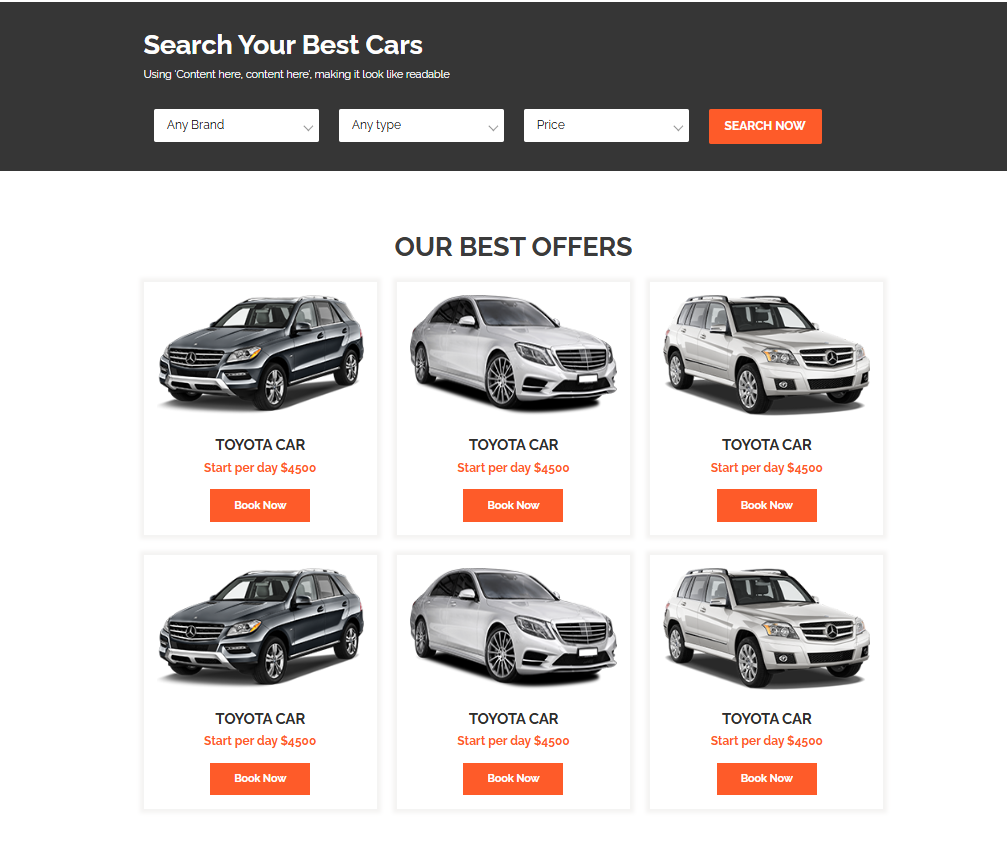 Search Your Best Cars
Using 'Content here, content here', making it look like readable
Any Brand
Any type
Price
SEARCH NOW
OUR BEST OFFERS
TOYOTA CAR
Start per day $4500
Book Now
TOYOTA CAR
Start per day $4500
Book Now
TOYOTA CAR
Start per day $4500
Book Now
TOYOTA CAR
Start per day $4500
Book Now
TOYOTA CAR
Start per day $4500
Book Now
TOYOTA CAR
Start per day $4500
Book Now